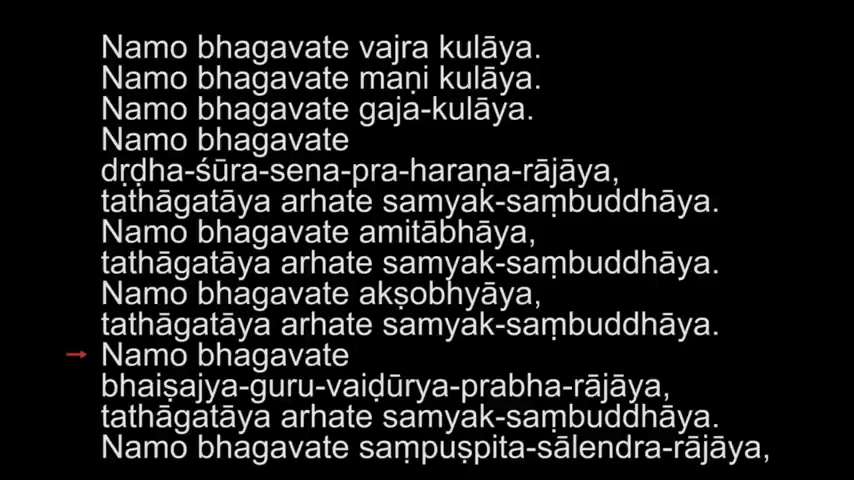 Namo bhagavate vajra kulāya.
Namo bhagavate maṇi kulāya.
Namo bhagavate gaja-kulāya.
Namo bhagavate
dṛḍha-śūra-sena-pra-haraṇa-rājāya,
tathāgatāya arhate samyak-saṃbuddhāya.
Namo bhagavate amitābhāya,
tathāgatāya arhate samyak-saṃbuddhāya.
Namo bhagavate akṣobhyāya,
tathāgatāya arhate samyak-saṃbuddhāya.
→ Namo bhagavate
bhaiṣajya-guru-vaiḍūrya-prabha-rājāya,
tathāgatāya arhate samyak-saṃbuddhāya.
Namo bhagavate saṃpuṣpita-sālendra-rājāya,